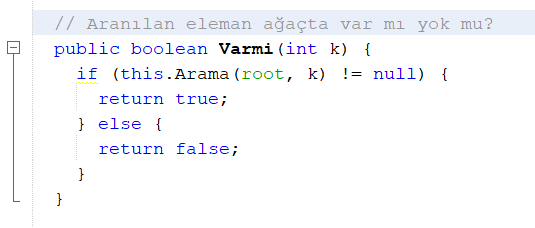 // Aranılan eleman ağaçta var mı yok mu?
public boolean Varmi(int k) {
if (this.Arama(root, k) != null) {
return true;
} else {
return false;
}
}